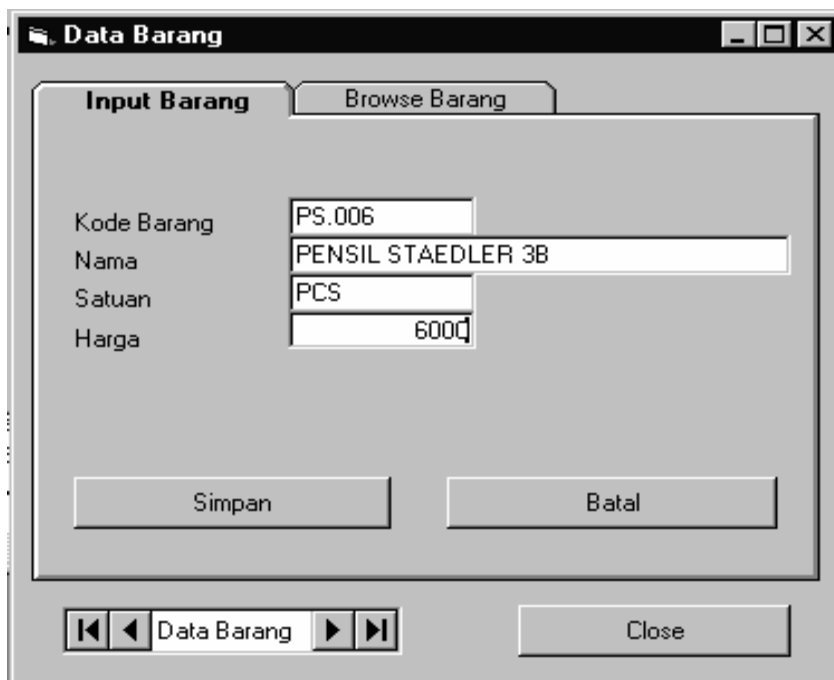 Data Barang
Input Barang Browse Barang
Kode Barang PS.006
Nama PENSIL STAEDLER 3B
Satuan PCS
Harga 6000
Simpan Batal
Data Barang Close